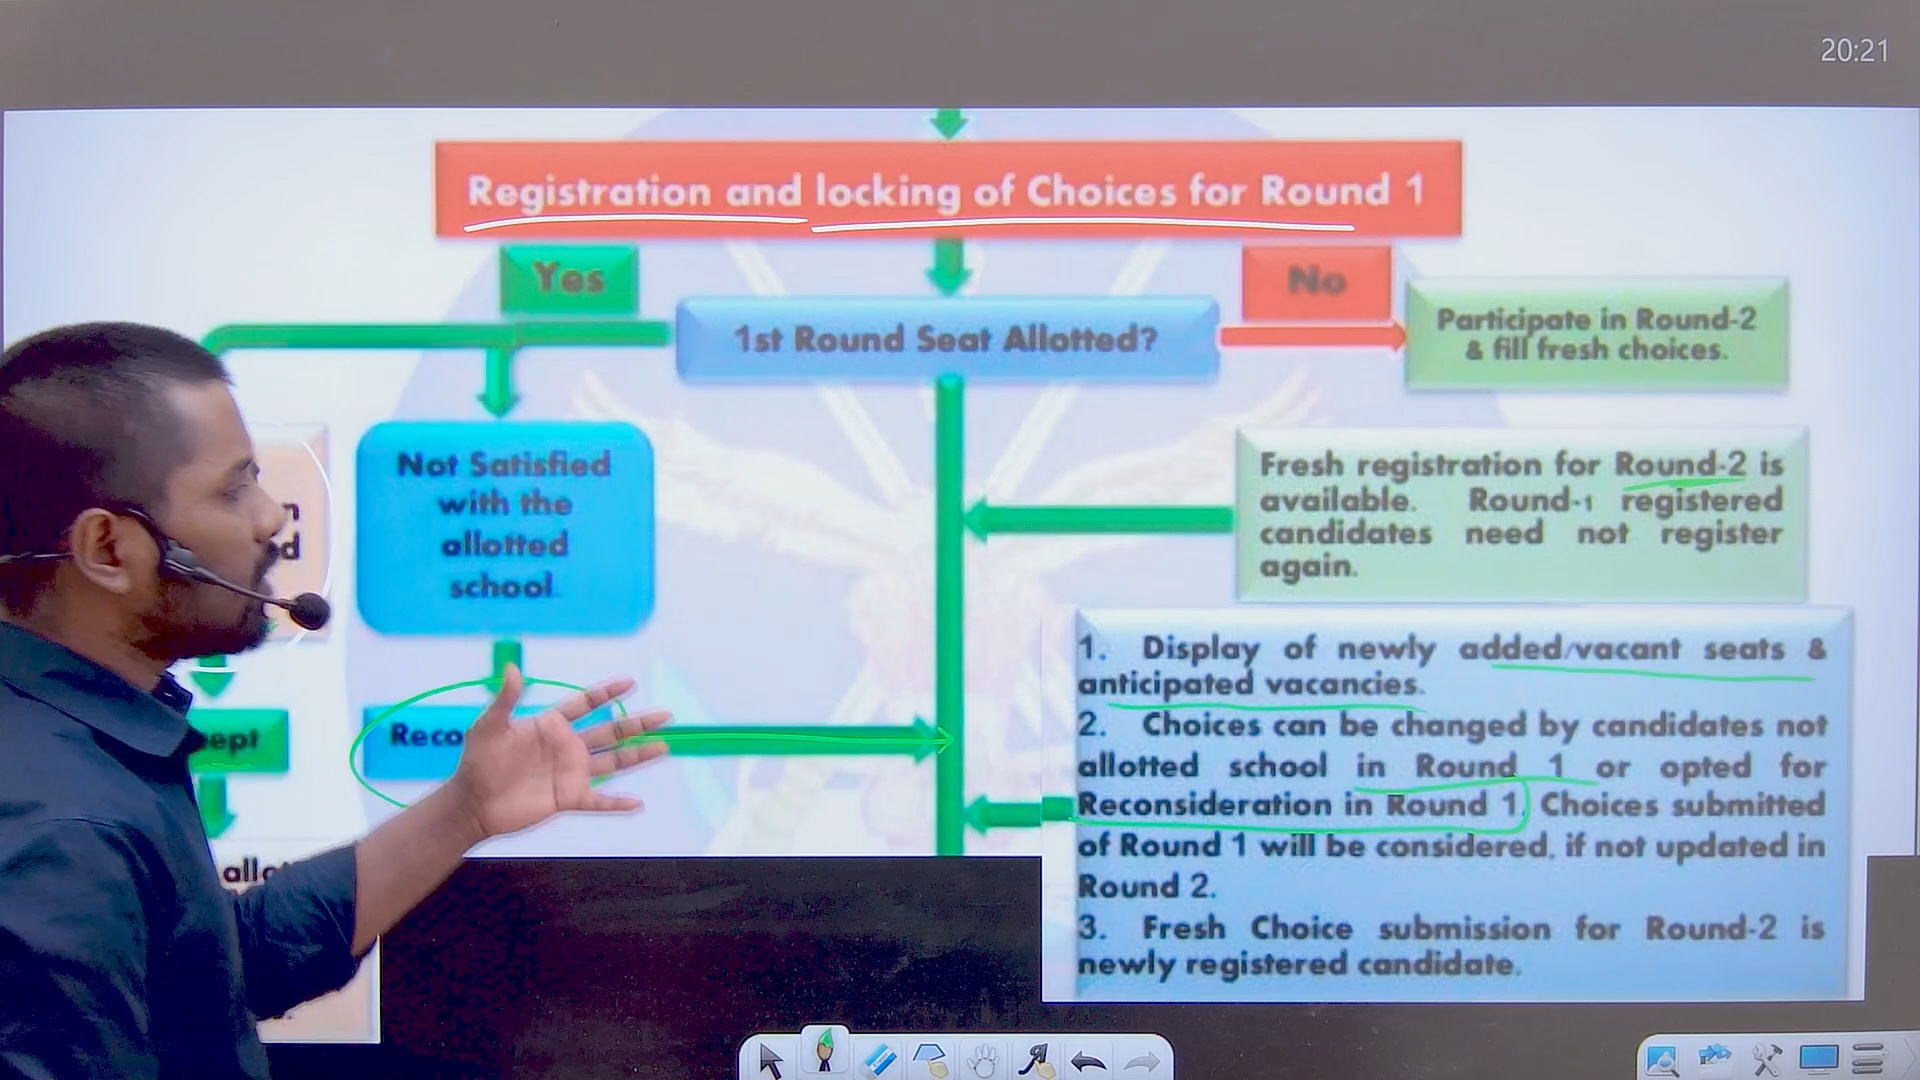 20:21
Registration and locking of Choices for Round 1
Yes
No
1st Round Seat Allotted?
Participate in Round-2
& fill fresh choices.
Not Satisfied
with the
allotted
school.
Fresh registration for Round-2 is
available. Round-1 registered
candidates need not register
again.
1. Display of newly added/vacant seats &
anticipated vacancies.
2. Choices can be changed by candidates not
allotted school in Round 1 or opted for
Reconsideration in Round 1. Choices submitted
of Round 1 will be considered, if not updated in
Round 2.
3. Fresh Choice submission for Round-2 is
newly registered candidate.